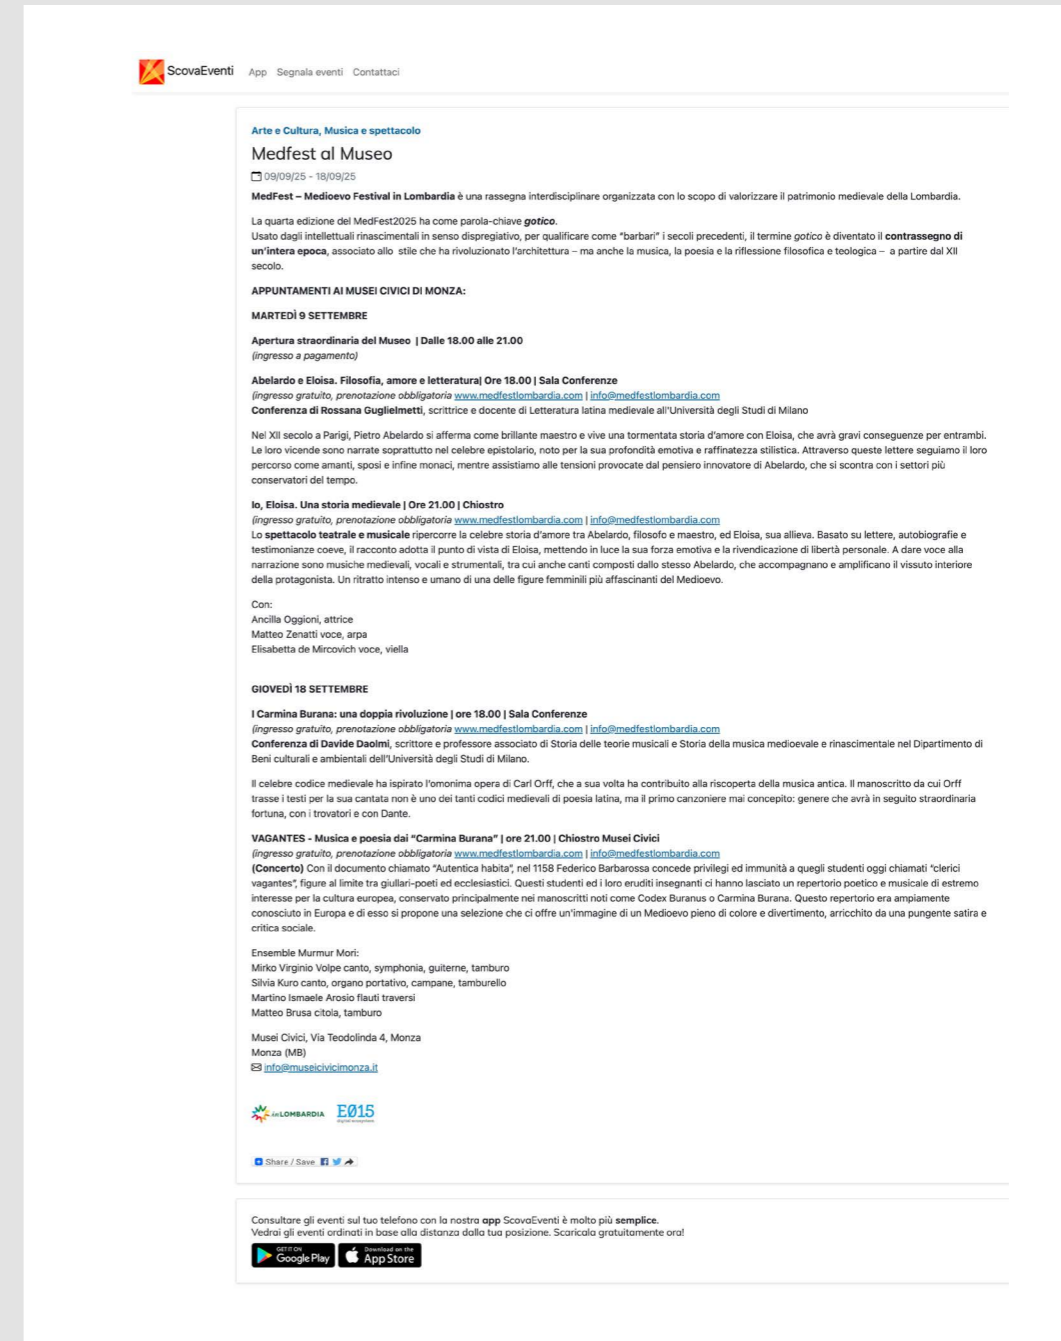 ScovaEventi App Segnala eventi Contattaci
Arte e Cultura, Musica e spettacolo
Medfest al Museo
09/09/25 - 18/09/25
MedFest – Medioevo Festival in Lombardia è una rassegna interdisciplinare organizzata con lo scopo di valorizzare il patrimonio medievale della Lombardia.
La quarta edizione del MedFest2025 ha come parola-chiave gotico.
Usato dagli intellettuali rinascimentali in senso dispregiativo, per qualificare come "barbari" i secoli precedenti, il termine gotico è diventato il contrassegno di
un'intera epoca, associato allo stile che ha rivoluzionato l'architettura – ma anche la musica, la poesia e la riflessione filosofica e teologica – a partire dal XII
secolo.
APPUNTAMENTI AI MUSEI CIVICI DI MONZA:
MARTEDÌ 9 SETTEMBRE
Apertura straordinaria del Museo | Dalle 18.00 alle 21.00
(ingresso a pagamento)
Abelardo e Eloisa. Filosofia, amore e letteratura| Ore 18.00 | Sala Conferenze
(ingresso gratuito, prenotazione obbligatoria www.medfestlombardia.com | info@medfestlombardia.com
Conferenza di Rossana Guglielmetti, scrittrice e docente di Letteratura latina medievale all'Università degli Studi di Milano
Nel XII secolo a Parigi, Pietro Abelardo si afferma come brillante maestro e vive una tormentata storia d'amore con Eloisa, che avrà gravi conseguenze per entrambi.
Le loro vicende sono narrate soprattutto nel celebre epistolario, noto per la sua profondità emotiva e raffinatezza stilistica. Attraverso queste lettere seguiamo il loro
percorso come amanti, sposi e infine monaci, mentre assistiamo alle tensioni provocate dal pensiero innovatore di Abelardo, che si scontra con i settori più
conservatori del tempo.
Io, Eloisa. Una storia medievale | Ore 21.00 | Chiostro
(ingresso gratuito, prenotazione obbligatoria www.medfestlombardia.com | info@medfestlombardia.com
Lo spettacolo teatrale e musicale ripercorre la celebre storia d'amore tra Abelardo, filosofo e maestro, ed Eloisa, sua allieva. Basato su lettere, autobiografie e
testimonianze coeve, il racconto adotta il punto di vista di Eloisa, mettendo in luce la sua forza emotiva e la rivendicazione di libertà personale. A dare voce alla
narrazione sono musiche medievali, vocali e strumentali, tra cui anche canti composti dallo stesso Abelardo, che accompagnano e amplificano il vissuto interiore
della protagonista. Un ritratto intenso e umano di una delle figure femminili più affascinanti del Medioevo.
Con:
Ancilla Oggioni, attrice
Matteo Zenatti voce, arpa
Elisabetta de Mircovich voce, viella
GIOVEDÌ 18 SETTEMBRE
I Carmina Burana: una doppia rivoluzione | ore 18.00 | Sala Conferenze
(ingresso gratuito, prenotazione obbligatoria www.medfestlombardia.com | info@medfestlombardia.com
Conferenza di Davide Daolmi, scrittore e professore associato di Storia delle teorie musicali e Storia della musica medioevale e rinascimentale nel Dipartimento di
Beni culturali e ambientali dell'Università degli Studi di Milano.
Il celebre codice medievale ha ispirato l'omonima opera di Carl Orff, che a sua volta ha contribuito alla riscoperta della musica antica. Il manoscritto da cui Orff
trasse i testi per la sua cantata non è uno dei tanti codici medievali di poesia latina, ma il primo canzoniere mai concepito: genere che avrà in seguito straordinaria
fortuna, con i trovatori e con Dante.
VAGANTES - Musica e poesia dai "Carmina Burana" | ore 21.00 | Chiostro Musei Civici
(ingresso gratuito, prenotazione obbligatoria www.medfestlombardia.com | info@medfestlombardia.com
(Concerto) Con il documento chiamato "Autentica habita", nel 1158 Federico Barbarossa concede privilegi ed immunità a quegli studenti oggi chiamati "clerici
vagantes", figure al limite tra giullari-poeti ed ecclesiastici. Questi studenti ed i loro eruditi insegnanti ci hanno lasciato un repertorio poetico e musicale di estremo
interesse per la cultura europea, conservato principalmente nei manoscritti noti come Codex Buranus o Carmina Burana. Questo repertorio era ampiamente
conosciuto in Europa e di esso si propone una selezione che ci offre un'immagine di un Medioevo pieno di colore e divertimento, arricchito da una pungente satira e
critica sociale.
Ensemble Murmur Mori:
Mirko Virginio Volpe canto, symphonia, guiterne, tamburo
Silvia Kuro canto, organo portativo, campane, tamburello
Martino Ismaele Arosio flauti traversi
Matteo Brusa citola, tamburo
Musei Civici, Via Teodolinda 4, Monza
Monza (MB)
info@museicivicimonza.it
inLOMBARDIA E015
digital ecosystem
Share / Save
Consultare gli eventi sul tuo telefono con la nostra app ScovaEventi è molto più semplice.
Vedrai gli eventi ordinati in base alla distanza dalla tua posizione. Scaricala gratuitamente ora!
GET IT ON Google Play Download on the App Store